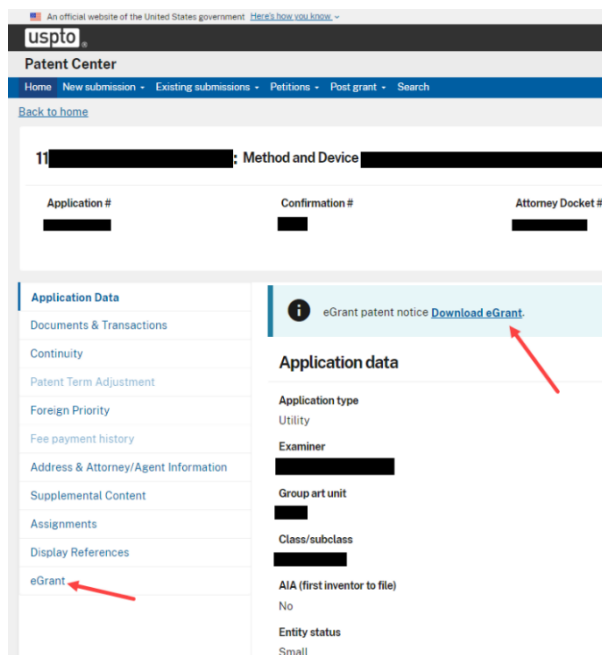 An official website of the United States government Here's how you know.
uspto
Patent Center
Home New submission Existing submissions Petitions Post grant Search
Back to home
11 : Method and Device
Application # Confirmation # Attorney Docket #
Application Data
Documents & Transactions
Continuity
Patent Term Adjustment
Foreign Priority
Fee payment history
Address & Attorney/Agent Information
Supplemental Content
Assignments
Display References
eGrant
eGrant patent notice Download eGrant.
Application data
Application type
Utility
Examiner
Group art unit
Class/subclass
AIA (first inventor to file)
No
Entity status
Small